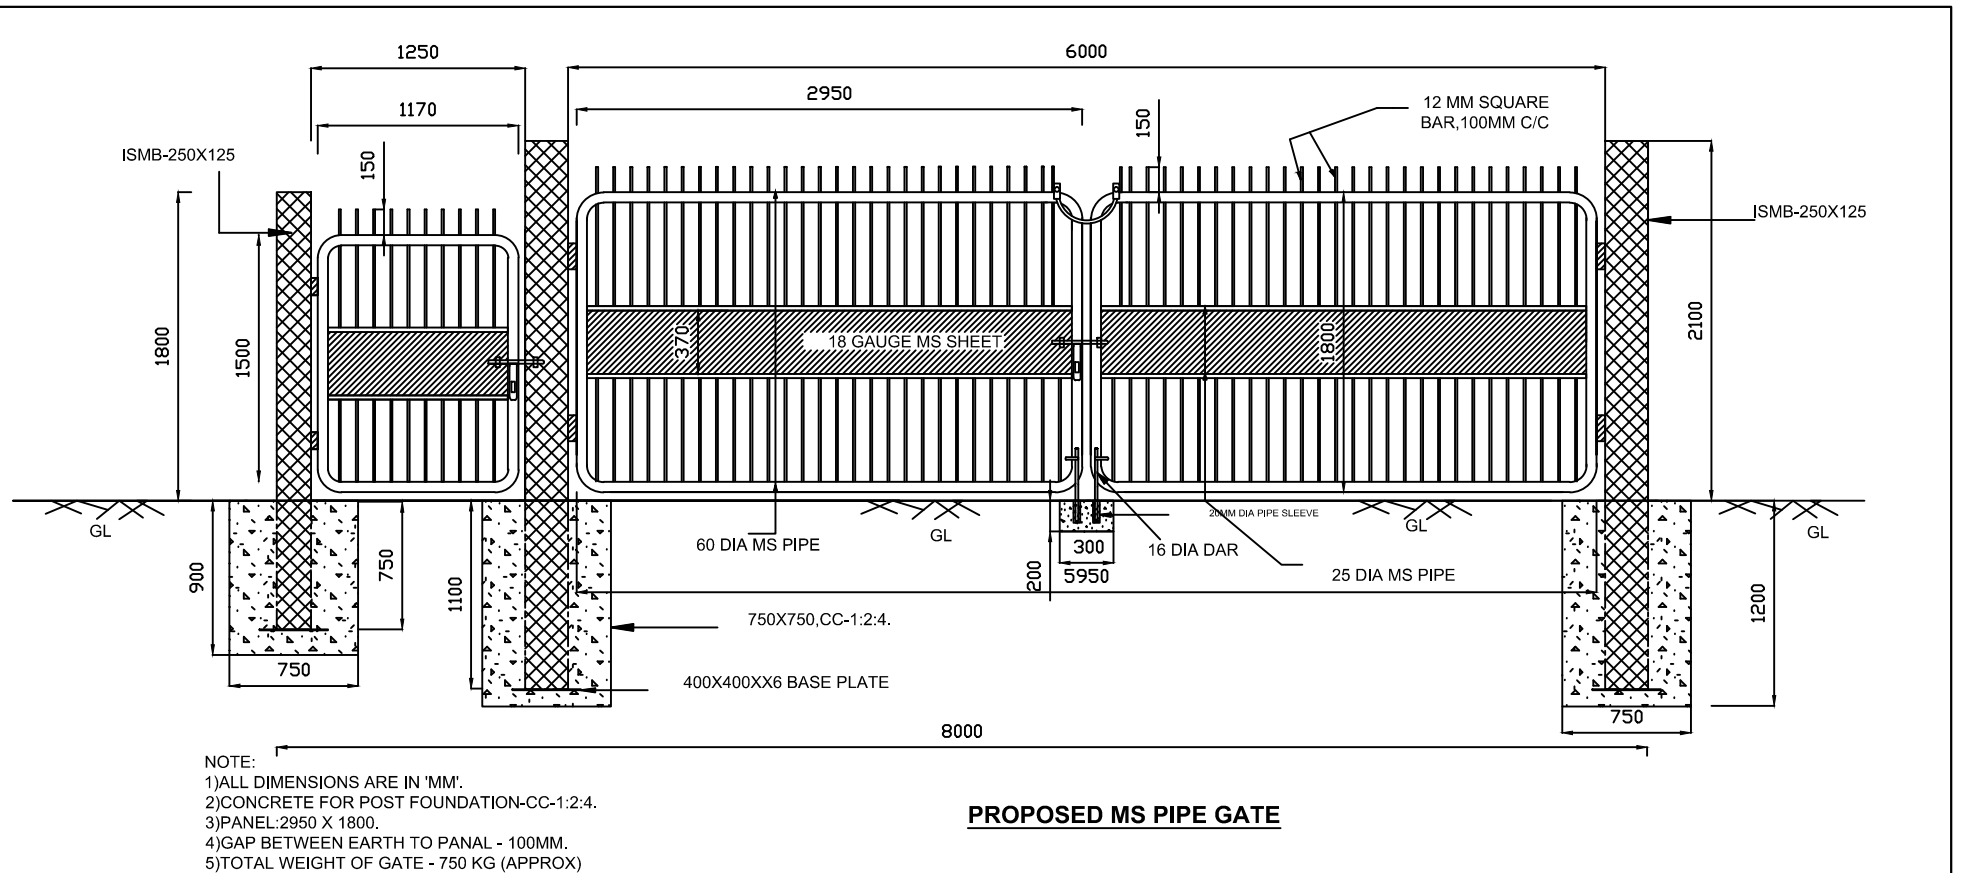 1250
6000
1170
2950
150
150
12 MM SQUARE
BAR,100MM C/C
ISMB-250X125
ISMB-250X125
1800
1500
370
18 GAUGE MS SHEET
1800
2100
GL
GL
GL
GL
20MM DIA PIPE SLEEVE
60 DIA MS PIPE
300
16 DIA DAR
5950
25 DIA MS PIPE
900
750
1100
200
1200
750X750,CC-1:2:4.
750
400X400XX6 BASE PLATE
750
8000
NOTE:
1)ALL DIMENSIONS ARE IN 'MM'.
2)CONCRETE FOR POST FOUNDATION-CC-1:2:4.
3)PANEL:2950 X 1800.
4)GAP BETWEEN EARTH TO PANAL - 100MM.
5)TOTAL WEIGHT OF GATE - 750 KG (APPROX)
PROPOSED MS PIPE GATE